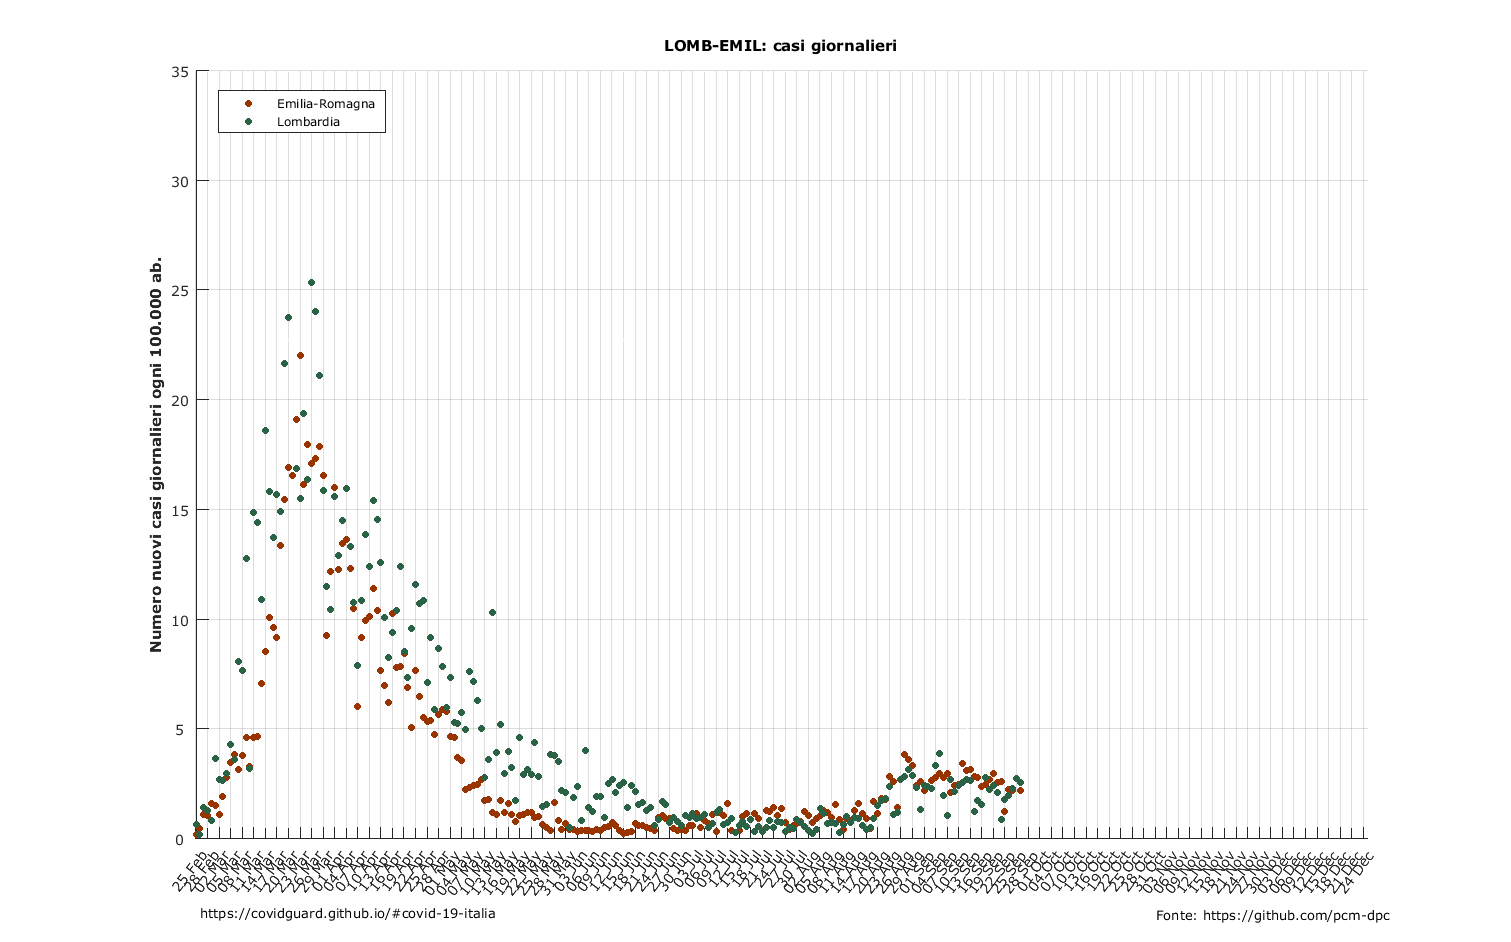 LOMB-EMIL: casi giornalieri
35
Emilia-Romagna
Lombardia
30
25
20
15
10
5
0
Numero nuovi casi giornalieri ogni 100.000 ab.
25 Feb
28 Feb
02 Mar
05 Mar
08 Mar
11 Mar
14 Mar
17 Mar
20 Mar
23 Mar
26 Mar
29 Mar
01 Apr
04 Apr
07 Apr
10 Apr
13 Apr
16 Apr
19 Apr
22 Apr
25 Apr
28 Apr
01 May
04 May
07 May
10 May
13 May
16 May
19 May
22 May
25 May
28 May
31 May
03 Jun
06 Jun
09 Jun
12 Jun
15 Jun
18 Jun
21 Jun
24 Jun
27 Jun
30 Jun
03 Jul
06 Jul
09 Jul
12 Jul
15 Jul
18 Jul
21 Jul
24 Jul
27 Jul
30 Jul
02 Aug
05 Aug
08 Aug
11 Aug
14 Aug
17 Aug
20 Aug
23 Aug
26 Aug
29 Aug
01 Sep
04 Sep
07 Sep
10 Sep
13 Sep
16 Sep
19 Sep
22 Sep
25 Sep
28 Sep
01 Oct
04 Oct
07 Oct
10 Oct
13 Oct
16 Oct
19 Oct
22 Oct
25 Oct
28 Oct
31 Oct
03 Nov
06 Nov
09 Nov
12 Nov
15 Nov
18 Nov
21 Nov
24 Nov
27 Nov
30 Nov
03 Dec
06 Dec
09 Dec
12 Dec
15 Dec
18 Dec
21 Dec
24 Dec
https://covidguard.github.io/#covid-19-italia
Fonte: https://github.com/pcm-dpc